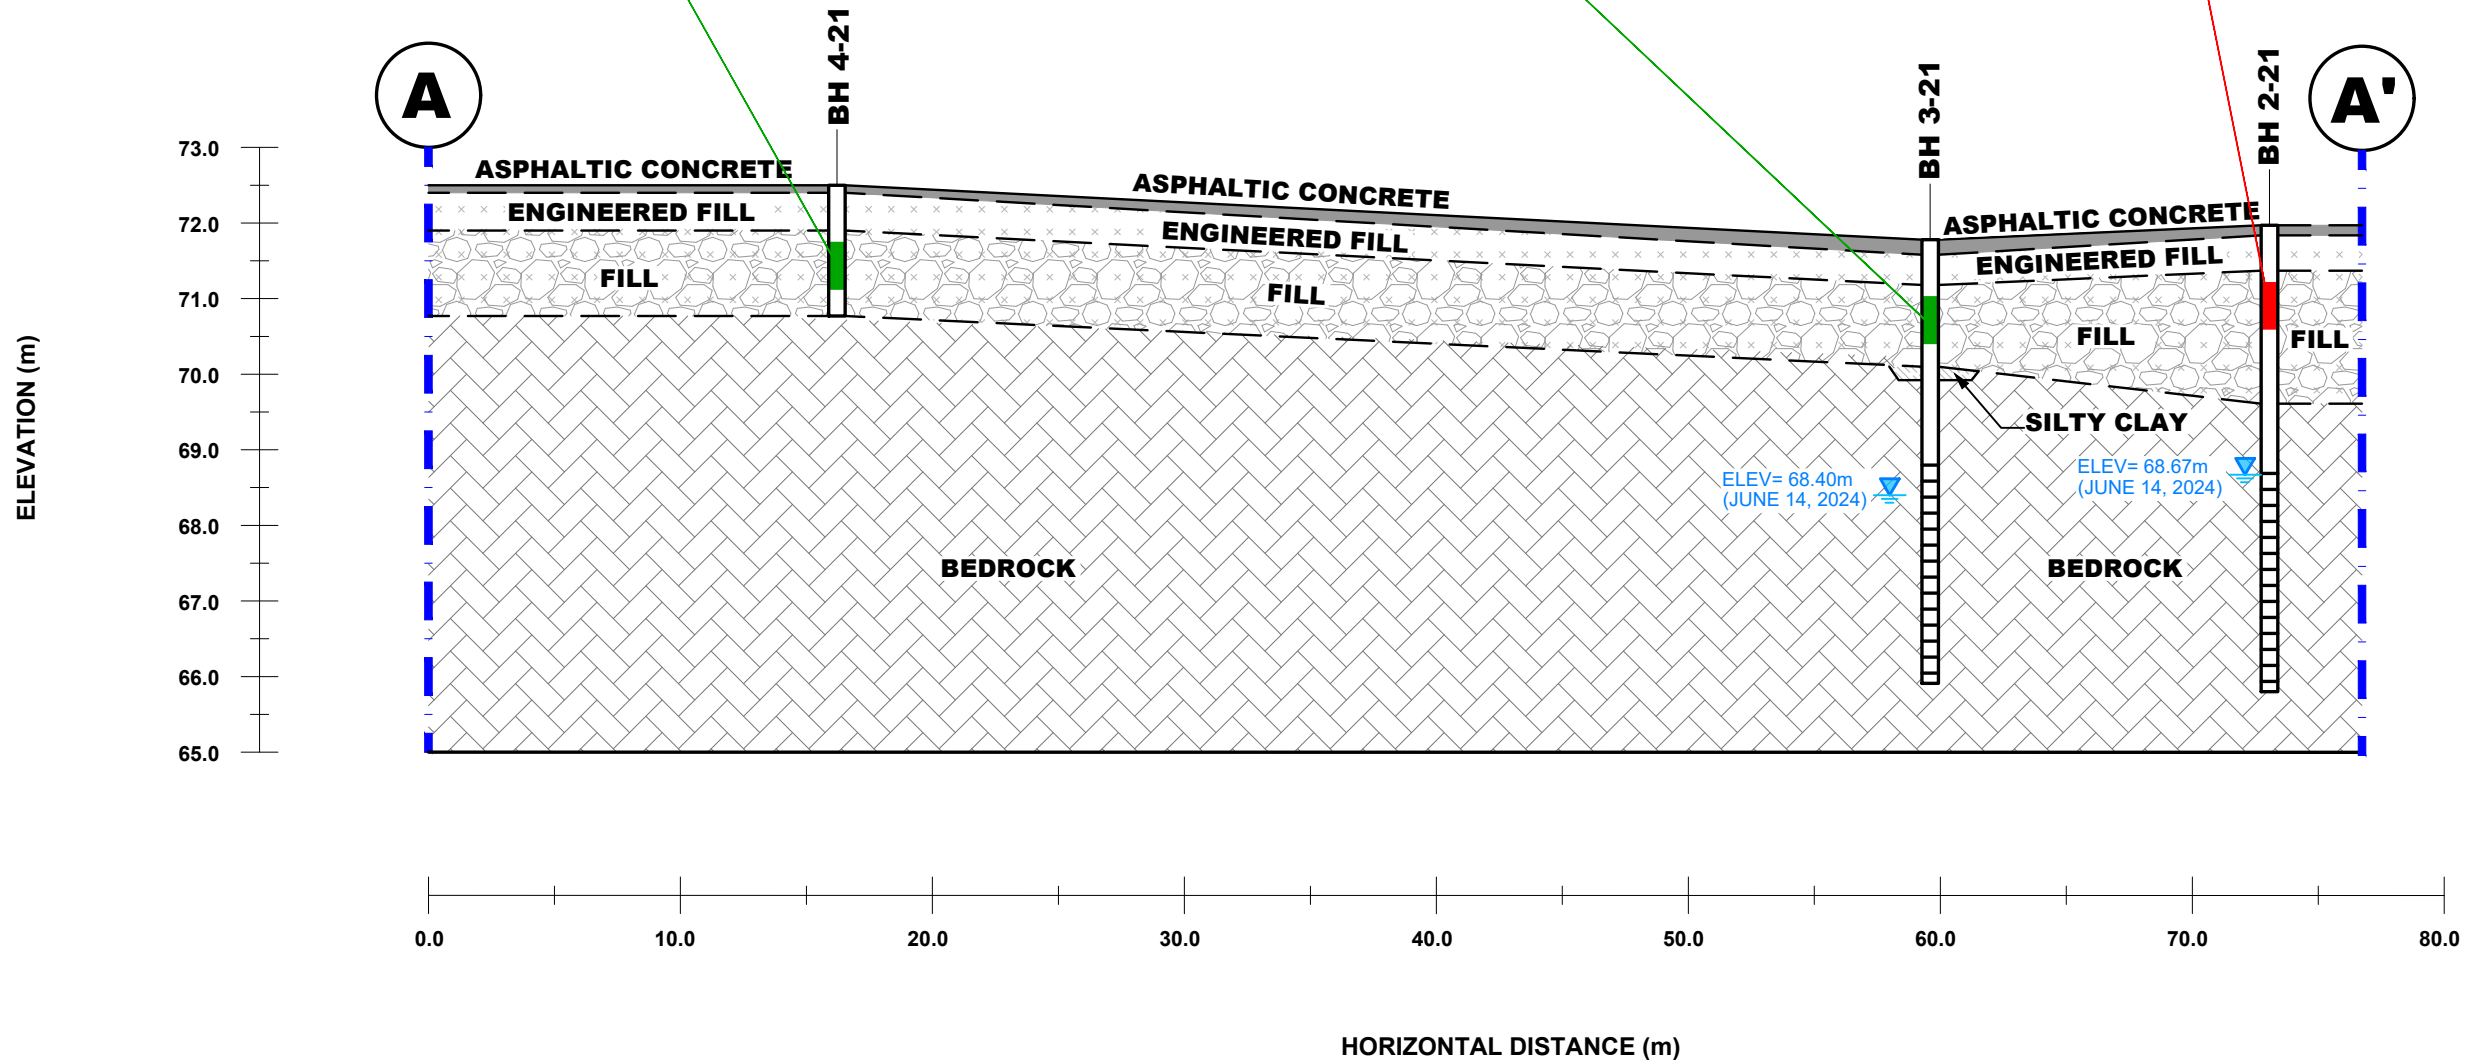 BH 4-21
A
BH 3-21
BH 2-21
A'
73.0
ASPHALTIC CONCRETE
ASPHALTIC CONCRETE
ASPHALTIC CONCRETE
72.0
ENGINEERED FILL
ENGINEERED FILL
ENGINEERED FILL
FILL
FILL
FILL
FILL
71.0
70.0
SILTY CLAY
69.0
ELEV= 68.40m
(JUNE 14, 2024)
ELEV= 68.67m
(JUNE 14, 2024)
68.0
BEDROCK
BEDROCK
67.0
66.0
65.0
ELEVATION (m)
0.0
10.0
20.0
30.0
40.0
50.0
60.0
70.0
80.0
HORIZONTAL DISTANCE (m)